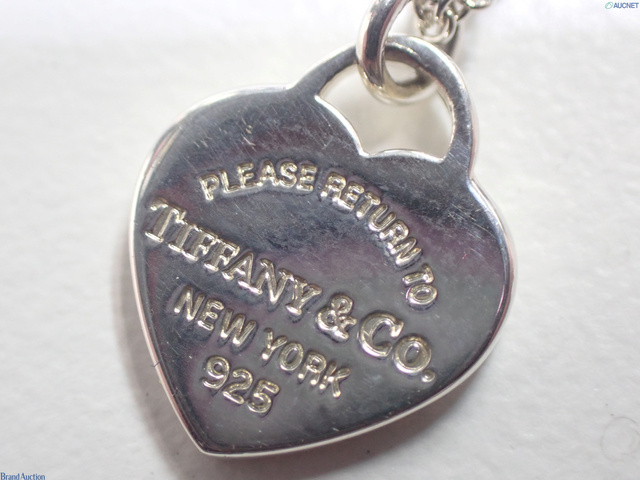 AUCNET
PLEASE RETURN TO
TIFFANY & CO.
NEW YORK
925
Brand Auction